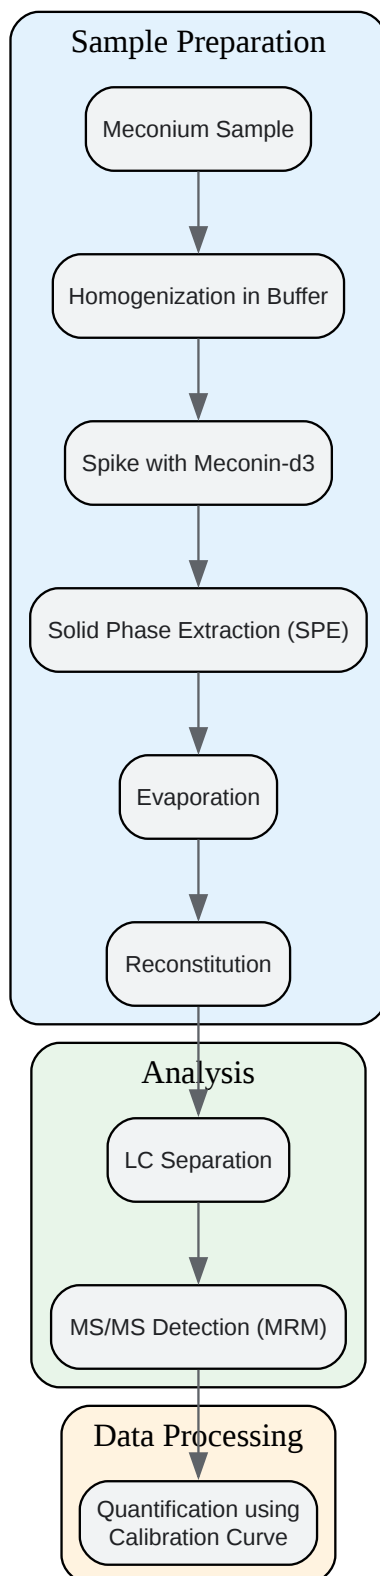 Sample Preparation
Meconium Sample
Homogenization in Buffer
Spike with Meconin-d3
Solid Phase Extraction (SPE)
Evaporation
Reconstitution
Analysis
LC Separation
MS/MS Detection (MRM)
Data Processing
Quantification using
Calibration Curve